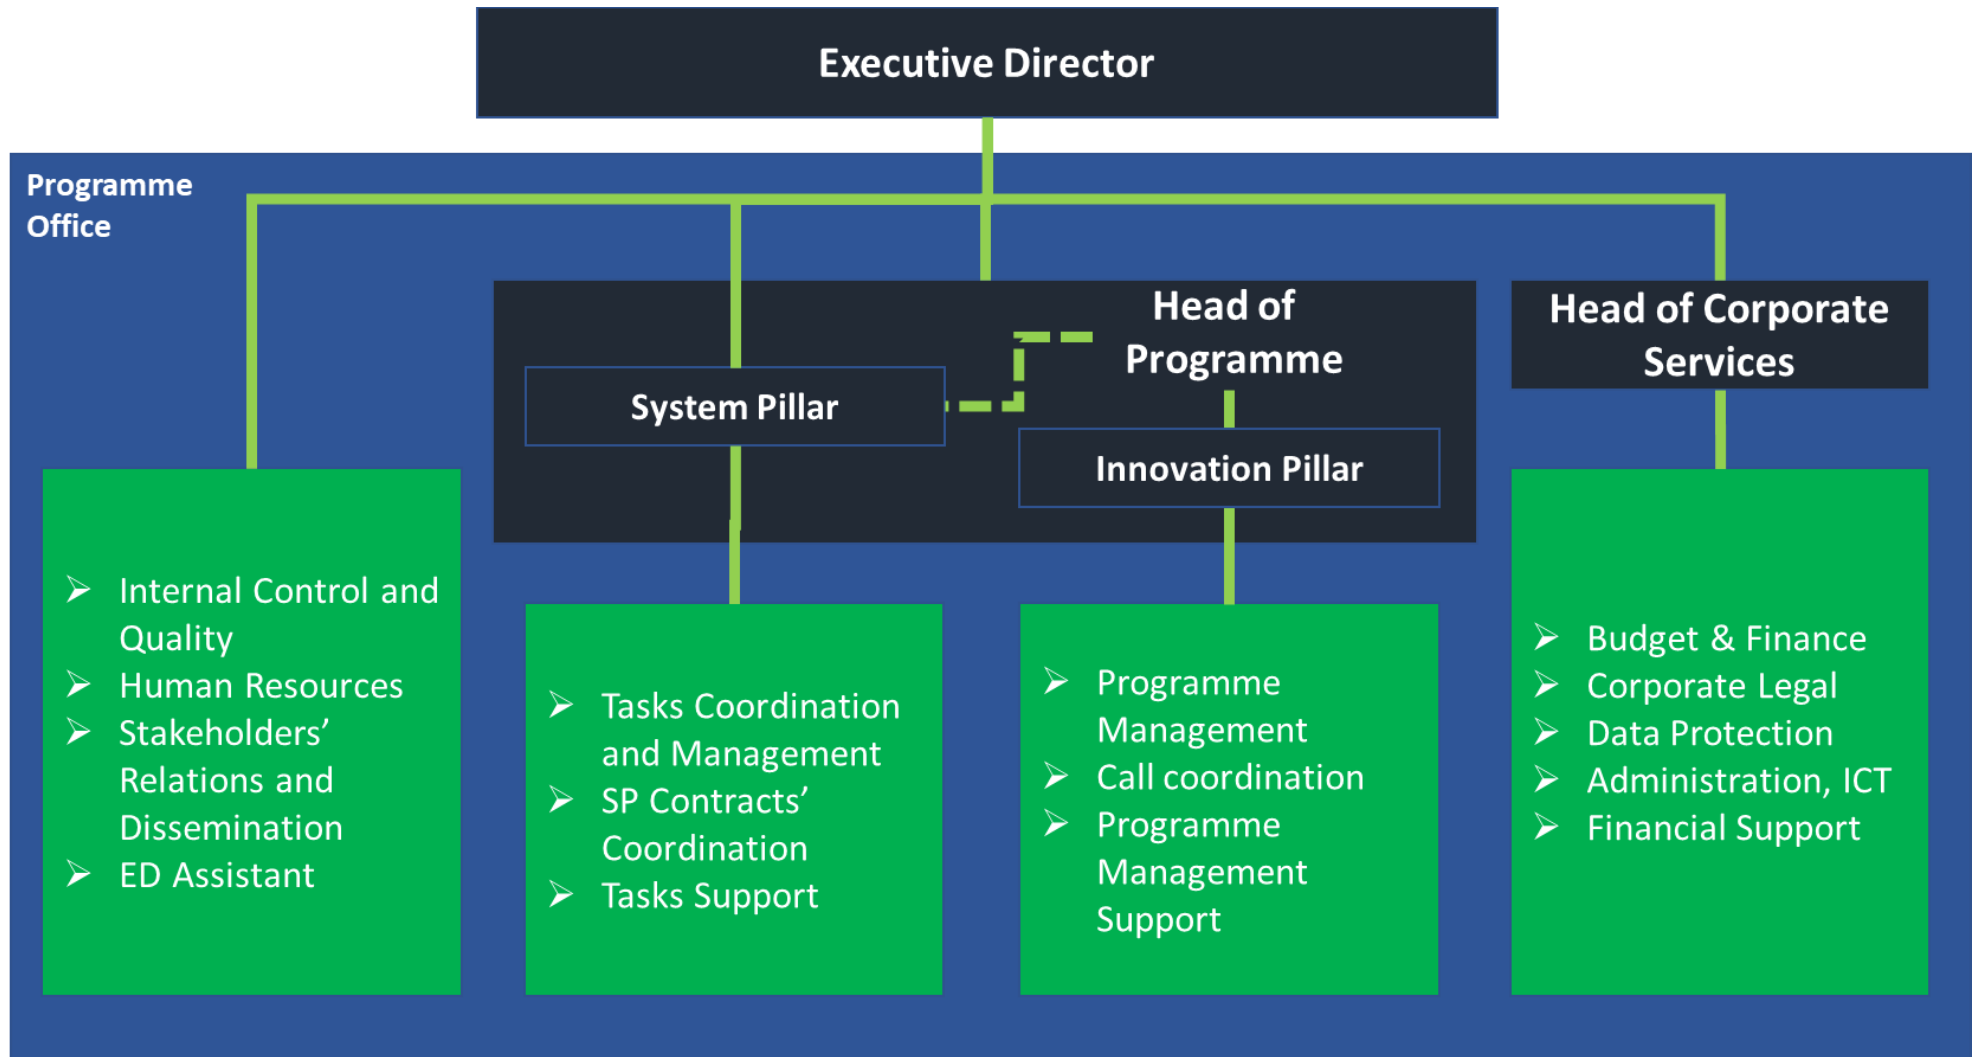 Executive Director
Programme
Office
Head of
Programme
Head of Corporate
Services
System Pillar
Innovation Pillar
➢ Internal Control and
Quality
➢ Human Resources
➢ Stakeholders’
Relations and
Dissemination
➢ ED Assistant
➢ Tasks Coordination
and Management
➢ SP Contracts’
Coordination
➢ Tasks Support
➢ Programme
Management
➢ Call coordination
➢ Programme
Management
Support
➢ Budget & Finance
➢ Corporate Legal
➢ Data Protection
➢ Administration, ICT
➢ Financial Support